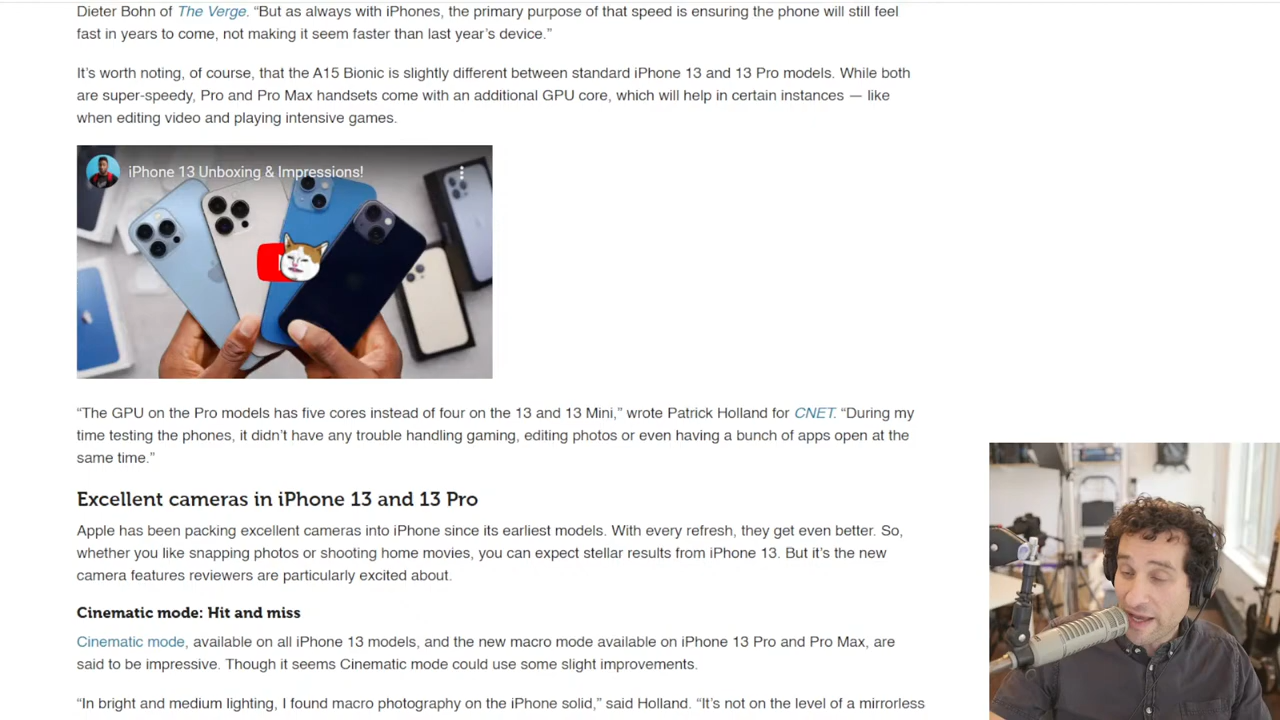 Dieter Bohn of The Verge. “But as always with iPhones, the primary purpose of that speed is ensuring the phone will still feel
fast in years to come, not making it seem faster than last year’s device.”
It’s worth noting, of course, that the A15 Bionic is slightly different between standard iPhone 13 and 13 Pro models. While both
are super-speedy, Pro and Pro Max handsets come with an additional GPU core, which will help in certain instances — like
when editing video and playing intensive games.
iPhone 13 Unboxing & Impressions!
“The GPU on the Pro models has five cores instead of four on the 13 and 13 Mini,” wrote Patrick Holland for CNET. “During my
time testing the phones, it didn’t have any trouble handling gaming, editing photos or even having a bunch of apps open at the
same time.”
Excellent cameras in iPhone 13 and 13 Pro
Apple has been packing excellent cameras into iPhone since its earliest models. With every refresh, they get even better. So,
whether you like snapping photos or shooting home movies, you can expect stellar results from iPhone 13. But it’s the new
camera features reviewers are particularly excited about.
Cinematic mode: Hit and miss
Cinematic mode, available on all iPhone 13 models, and the new macro mode available on iPhone 13 Pro and Pro Max, are
said to be impressive. Though it seems Cinematic mode could use some slight improvements.
“In bright and medium lighting, I found macro photography on the iPhone solid,” said Holland. “It’s not on the level of a mirrorless